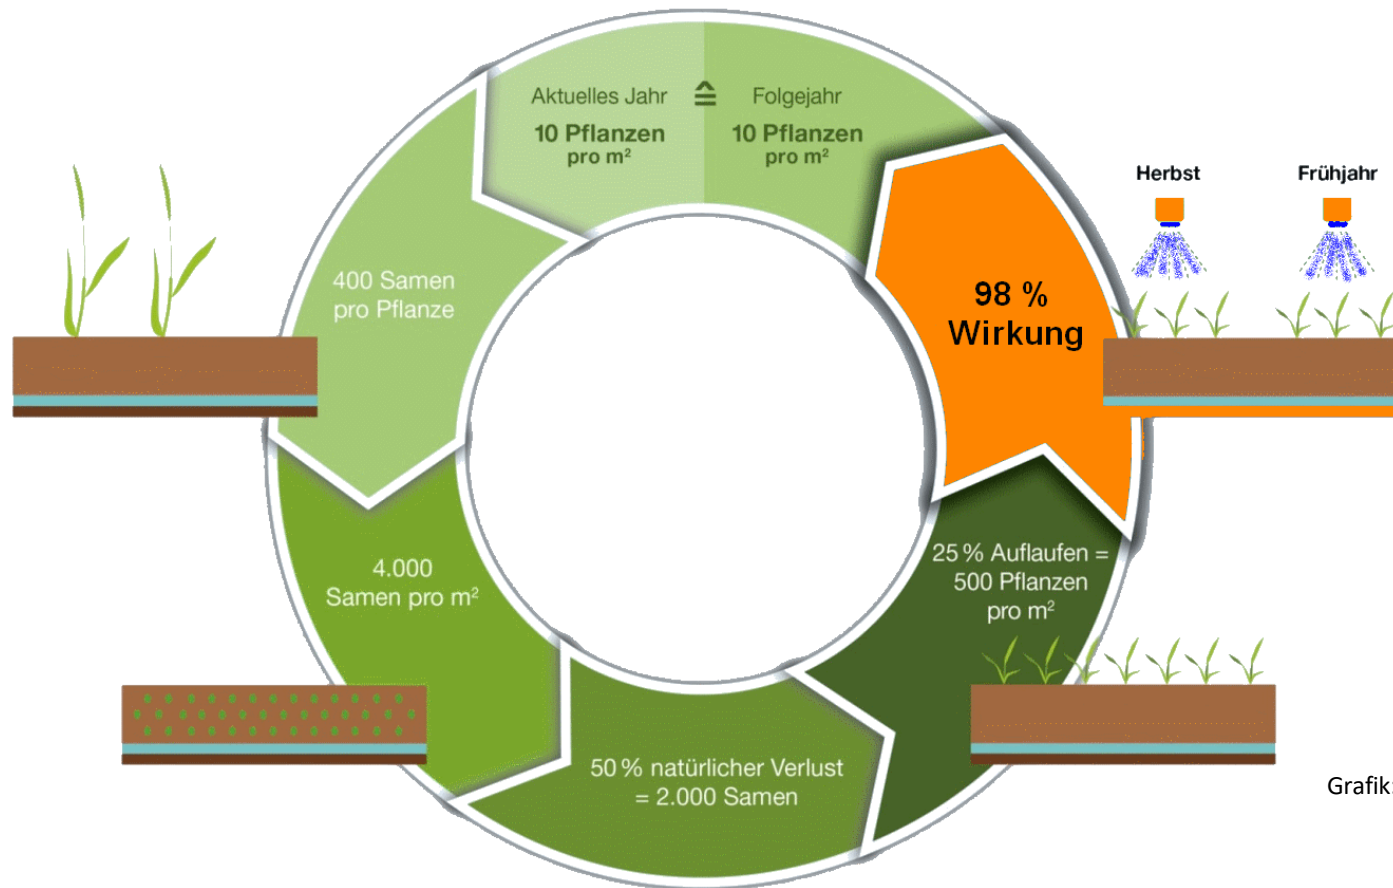 Aktuelles Jahr
10 Pflanzen
pro m²
≙
Folgejahr
10 Pflanzen
pro m²
400 Samen
pro Pflanze
4.000
Samen pro m²
50 % natürlicher Verlust
= 2.000 Samen
25 % Auflaufen =
500 Pflanzen
pro m²
98 %
Wirkung
Herbst
Frühjahr
Grafik: